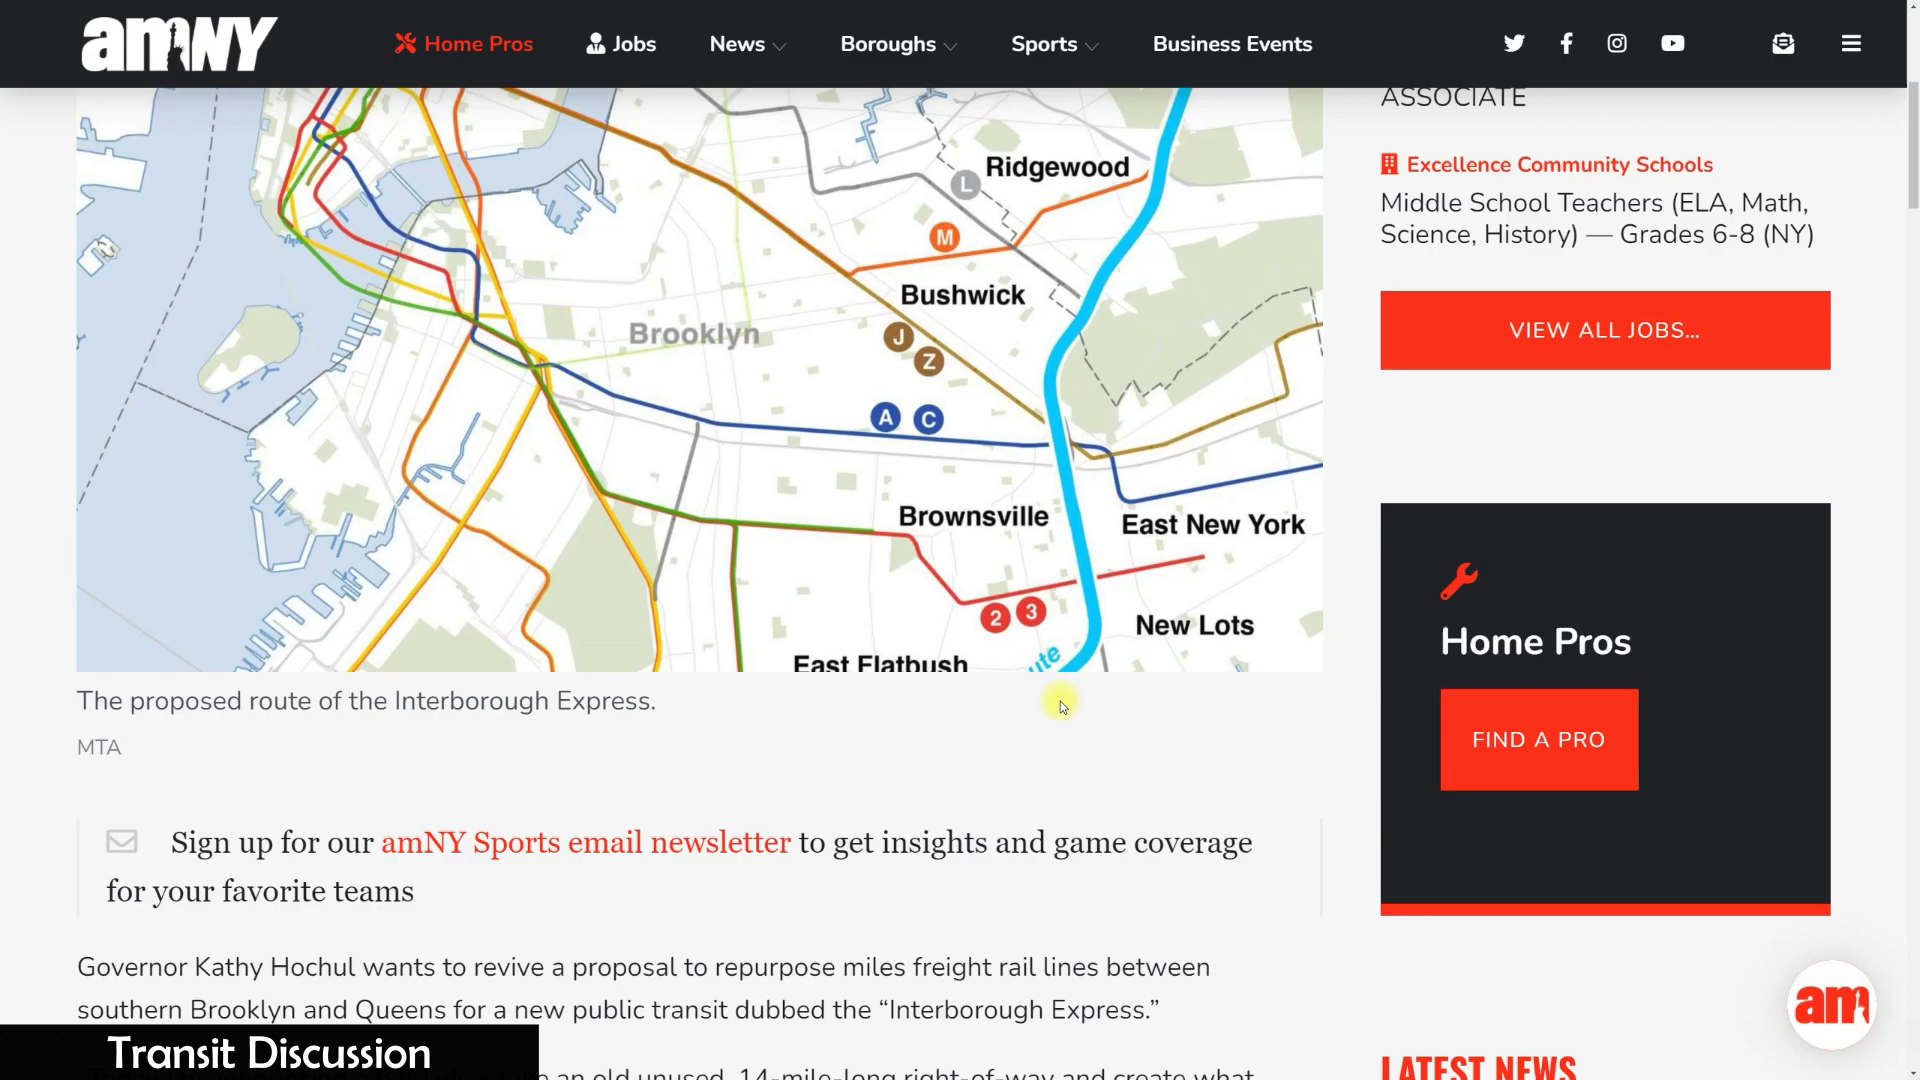 amNY
Home Pros
Jobs
News
Boroughs
Sports
Business Events
ASSOCIATE
Excellence Community Schools
Middle School Teachers (ELA, Math,
Science, History) — Grades 6-8 (NY)
VIEW ALL JOBS...
Ridgewood
L
M
Bushwick
Brooklyn
J
Z
A C
Brownsville
East New York
2 3
New Lots
East Flatbush
ute
The proposed route of the Interborough Express.
MTA
Home Pros
FIND A PRO
Sign up for our amNY Sports email newsletter to get insights and game coverage
for your favorite teams
Governor Kathy Hochul wants to revive a proposal to repurpose miles freight rail lines between
southern Brooklyn and Queens for a new public transit dubbed the “Interborough Express.”
an old unused, 14-mile-long right-of-way and create what
Transit Discussion
am
LATEST NEWS